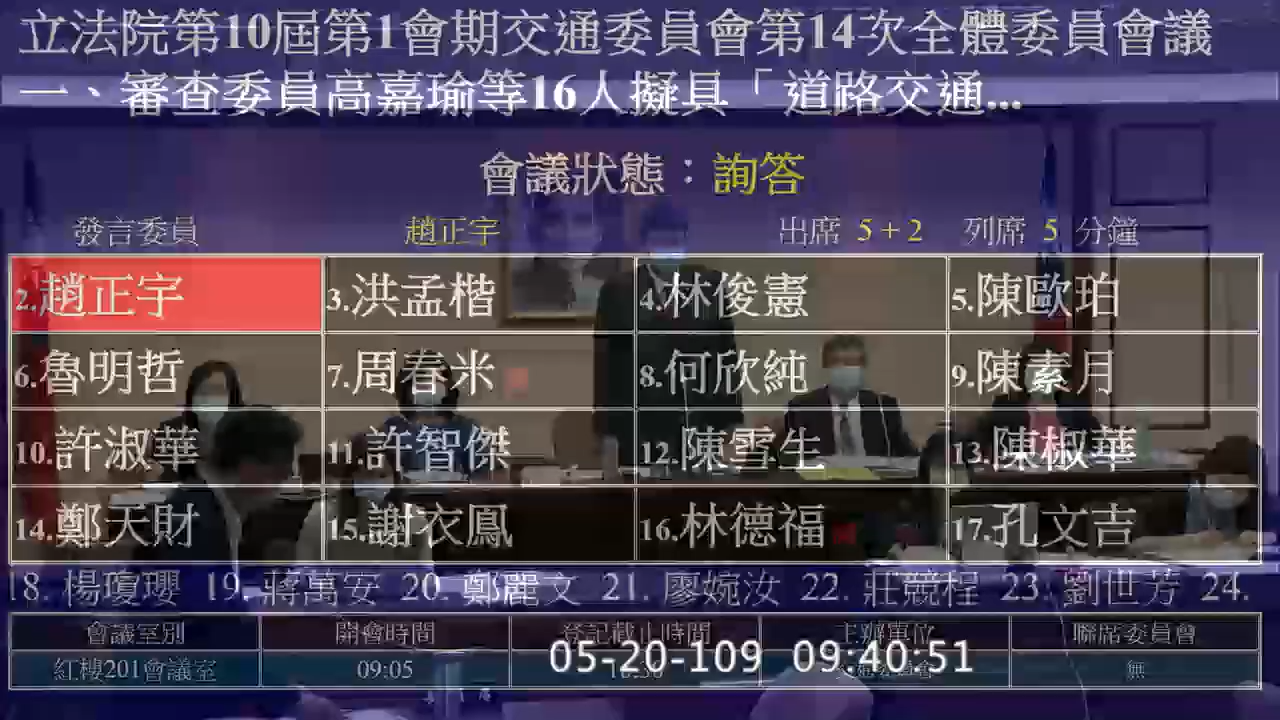 立法院第10屆第1會期交通委員會第14次全體委員會議
一、審查委員高嘉瑜等16人擬具「道路交通...
會議狀態：詢答
發言委員 趙正宇 出席 5+2 列席 5 分鐘
2.趙正宇 3.洪孟楷 4.林俊憲 5.陳歐珀
6.魯明哲 7.周春米 8.何欣純 9.陳素月
10.許淑華 11.許智傑 12.陳雪生 13.陳椒華
14.鄭天財 15.謝衣鳳 16.林德福 17.孔文吉
18. 楊瓊瓔 19. 蔣萬安 20. 鄭麗文 21. 廖婉汝 22. 莊競程 23. 劉世芳 24.
會議室別 開會時間 登記截止時間 主辦單位 聯席委員會
紅樓201會議室 09:05 無
05-20-109 09:40:51